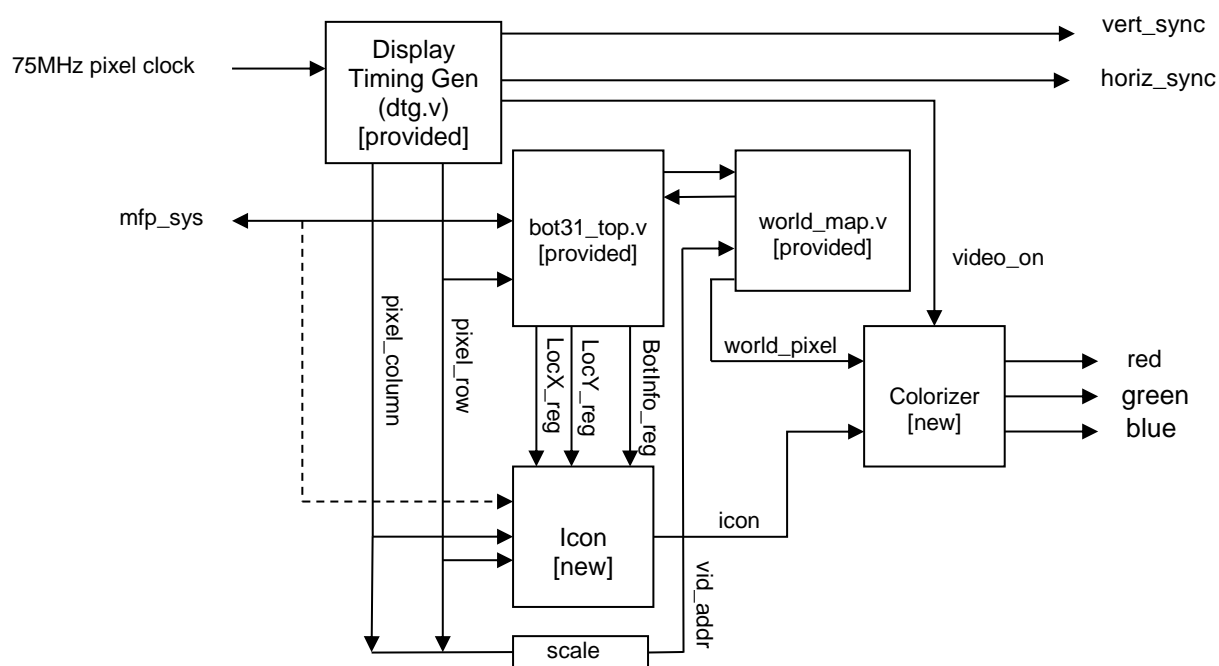 vert_sync
Display
Timing Gen
(dtg.v)
[provided]
75MHz pixel clock
horiz_sync
mfp_sys
bot31_top.v
[provided]
world_map.v
[provided]
video_on
pixel_column
pixel_row
LocX_reg
LocY_reg
BotInfo_reg
world_pixel
Colorizer
[new]
red
green
blue
Icon
[new]
icon
vid_addr
scale